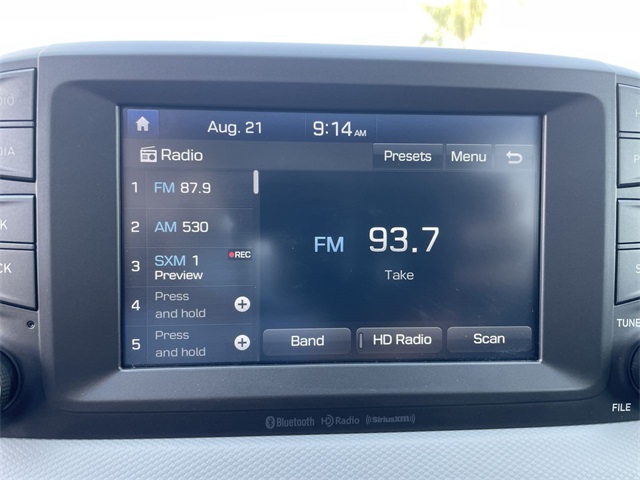 Aug. 21 9:14 AM
Radio Presets Menu
1 FM 87.9
2 AM 530
3 SXM 1 REC
Preview
4 Press
and hold
5 Press
and hold
FM 93.7
Take
Band HD Radio Scan
TUNE
FILE
Bluetooth HD Radio ((SiriusXM))